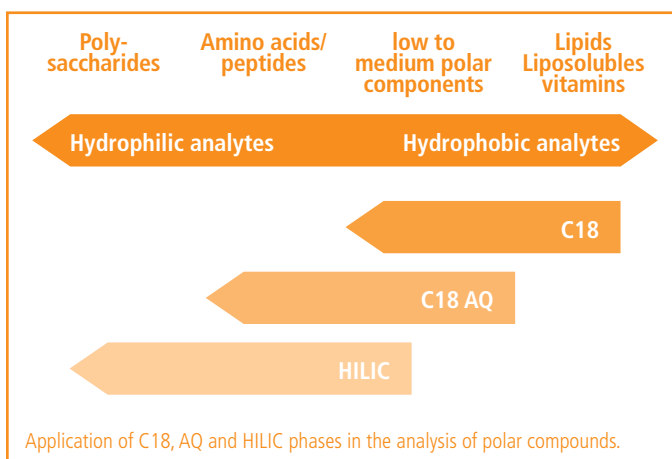 Poly-
saccharides
Amino acids/
peptides
low to
medium polar
components
Lipids
Liposolubles
vitamins
Hydrophilic analytes
Hydrophobic analytes
C18
C18 AQ
HILIC
Application of C18, AQ and HILIC phases in the analysis of polar compounds.